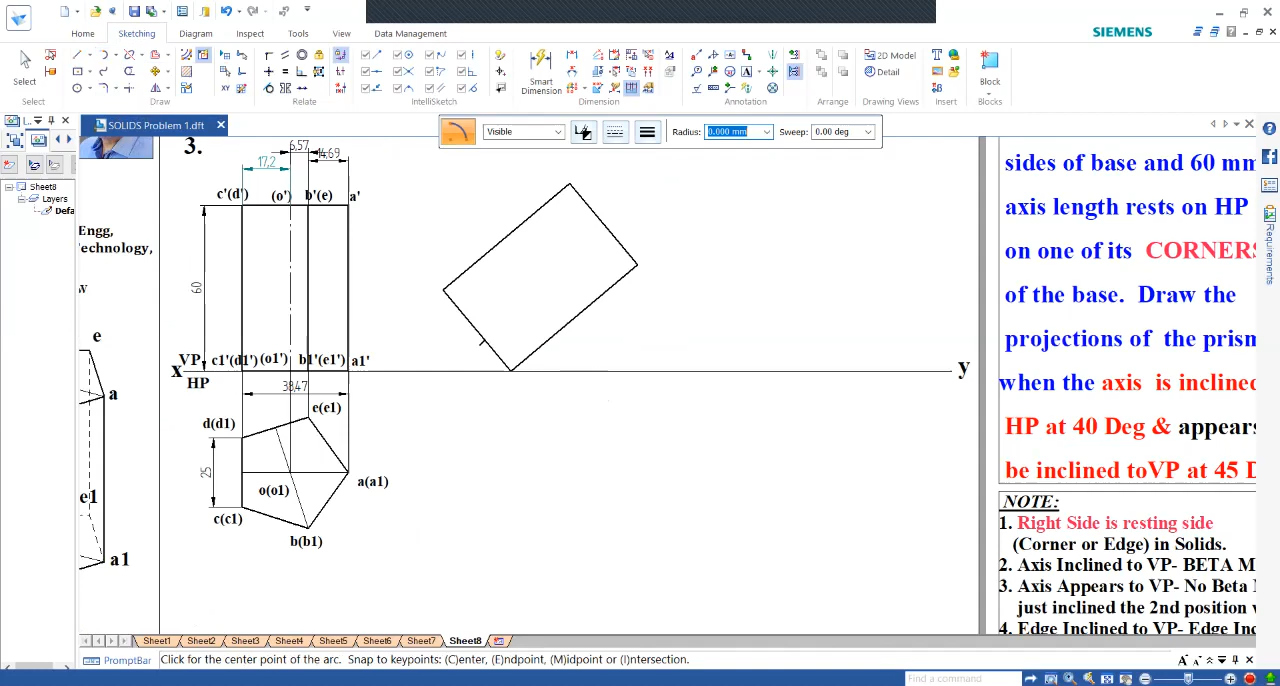 Home Sketching Diagram Inspect Tools View Data Management
SIEMENS
Select
Smart
Dimension
2D Model
Detail
Block
Select Draw Relate IntelliSketch Dimension Annotation Arrange Drawing Views Insert Blocks
SOLIDS Problem 1.dft
Visible
Radius: 0.000 mm
Sweep: 0.00 deg
Sheet8
Layers
Defa
Engg,
echnology,
w
e
a
e1
a1
3.
6,57
14,69
17,2
c'(d') (o') b'(e) a'
60
VP c1'(d1') (o1') b1'(e1') a1'
x
y
HP
38,47
e(e1)
d(d1)
25
a(a1)
o(o1)
c(c1)
b(b1)
sides of base and 60 mm
axis length rests on HP
on one of its CORNERS
of the base. Draw the
projections of the prism
when the axis is inclined
HP at 40 Deg & appears
be inclined toVP at 45 D
NOTE:
1. Right Side is resting side
(Corner or Edge) in Solids.
2. Axis Inclined to VP- BETA M
3. Axis Appears to VP- No Beta
just inclined the 2nd position
4. Edge Inclined to VP- Edge Inc
Requirements
Sheet1 Sheet2 Sheet3 Sheet4 Sheet5 Sheet6 Sheet7 Sheet8
PromptBar
Click for the center point of the arc. Snap to keypoints: (C)enter, (E)ndpoint, (M)idpoint or (I)ntersection.
Find a command